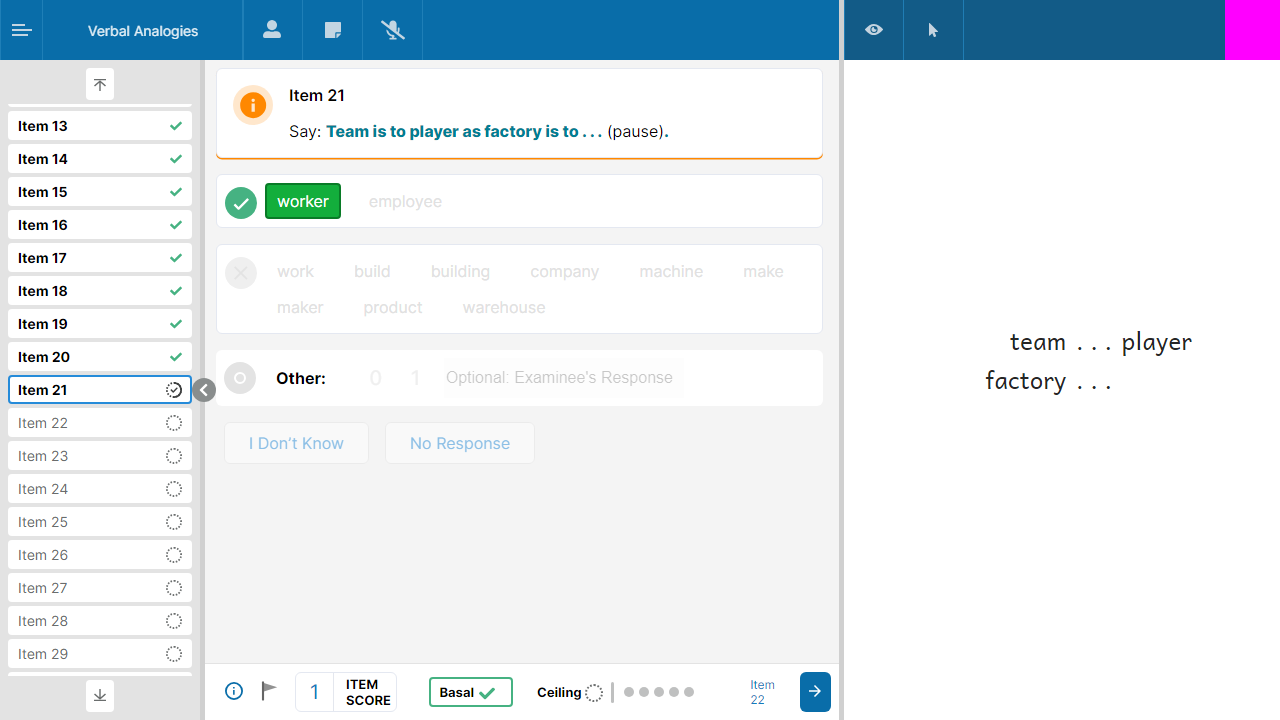 Verbal Analogies
Item 13
Item 14
Item 15
Item 16
Item 17
Item 18
Item 19
Item 20
Item 21
Item 22
Item 23
Item 24
Item 25
Item 26
Item 27
Item 28
Item 29
Item 21
Say: Team is to player as factory is to . . . (pause).
worker employee
work build building company machine make
maker product warehouse
Other: 0 1 Optional: Examinee's Response
I Don’t Know No Response
1 ITEM SCORE
Basal
Ceiling
Item 22
team . . . player
factory . . .